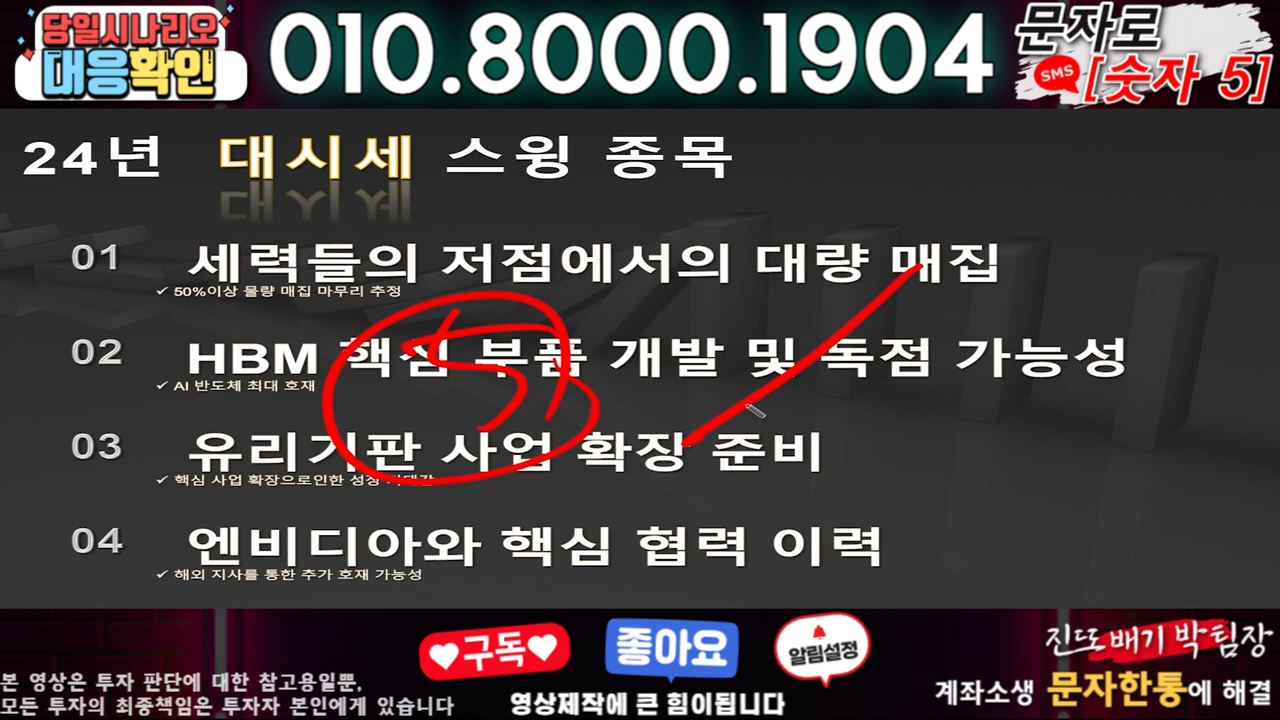 당일시나리오
대응확인
010.8000.1904
문자로
SMS
[숫자 5]
24년 대시세 스윙 종목
01 세력들의 저점에서의 대량 매집
✓ 50%이상 물량 매집 마무리 추정
02 HBM 핵심 부품 개발 및 독점 가능성
✓ AI 반도체 최대 호재
5
03 유리기판 사업 확장 준비
✓ 핵심 사업 확장으로인한 성장 기대감
04 엔비디아와 핵심 협력 이력
✓ 해외 지사를 통한 추가 호재 가능성
구독
좋아요
알림설정
영상제작에 큰 힘이됩니다
본 영상은 투자 판단에 대한 참고용일뿐,
모든 투자의 최종책임은 투자자 본인에게 있습니다
진또배기 박팀장
계좌소생 문자한통에 해결